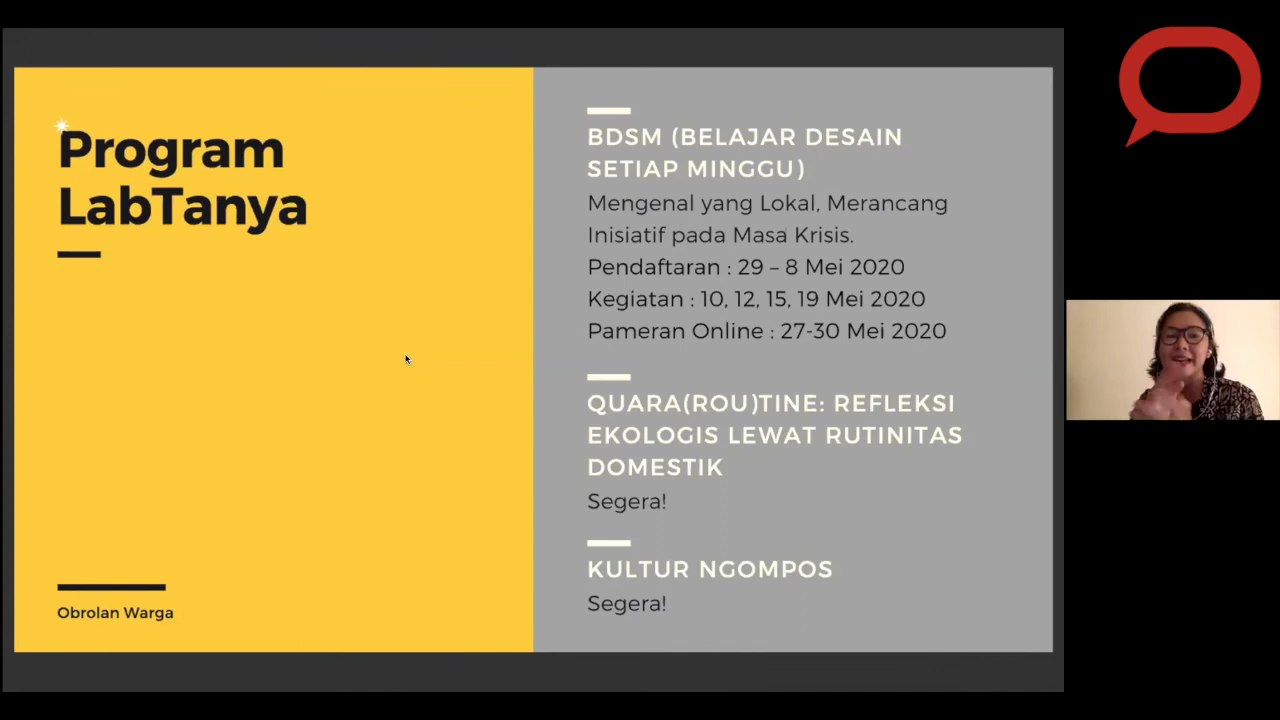 Program
LabTanya
Obrolan Warga
BDSM (BELAJAR DESAIN
SETIAP MINGGU)
Mengenal yang Lokal, Merancang
Inisiatif pada Masa Krisis.
Pendaftaran : 29 – 8 Mei 2020
Kegiatan : 10, 12, 15, 19 Mei 2020
Pameran Online : 27-30 Mei 2020
QUARA(ROU)TINE: REFLEKSI
EKOLOGIS LEWAT RUTINITAS
DOMESTIK
Segera!
KULTUR NGOMPOS
Segera!